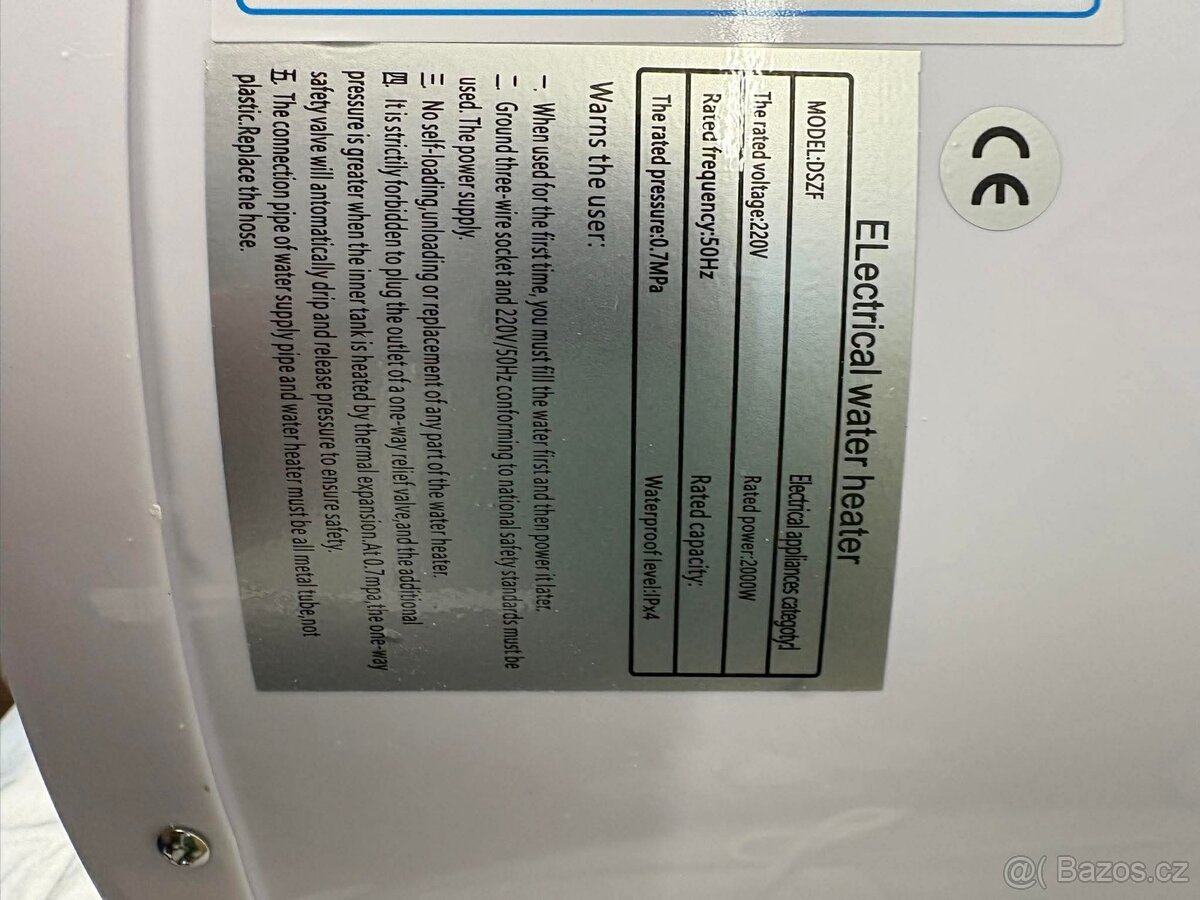 CE
ELectrical water heater
MODEL:DSZF Electrical appliances categotyd
The rated voltage:220V Rated power:2000W
Rated frequency:50Hz Rated capacity:
The rated pressure:0.7MPa Waterproof level:IPx4
Warns the user:
一. When used for the first time, you must fill the water first and then power it later.
二 Ground three-wire socket and 220V/50Hz conforming to national safety standards must be
used. The power supply.
三 No self-loading,unloading or replacement of any part of the water heater.
四 It is strictly forbidden to plug the outlet of a one-way relief valve,and the additional
pressure is greater when the inner tank is heated by thermal expansion.At 0.7mpa,the one-way
safety valve will antomatically drip and release pressure to ensure safety.
五. The connection pipe of water supply pipe and water heater must be all metal tube,not
plastic.Replace the hose.
@( Bazos.cz